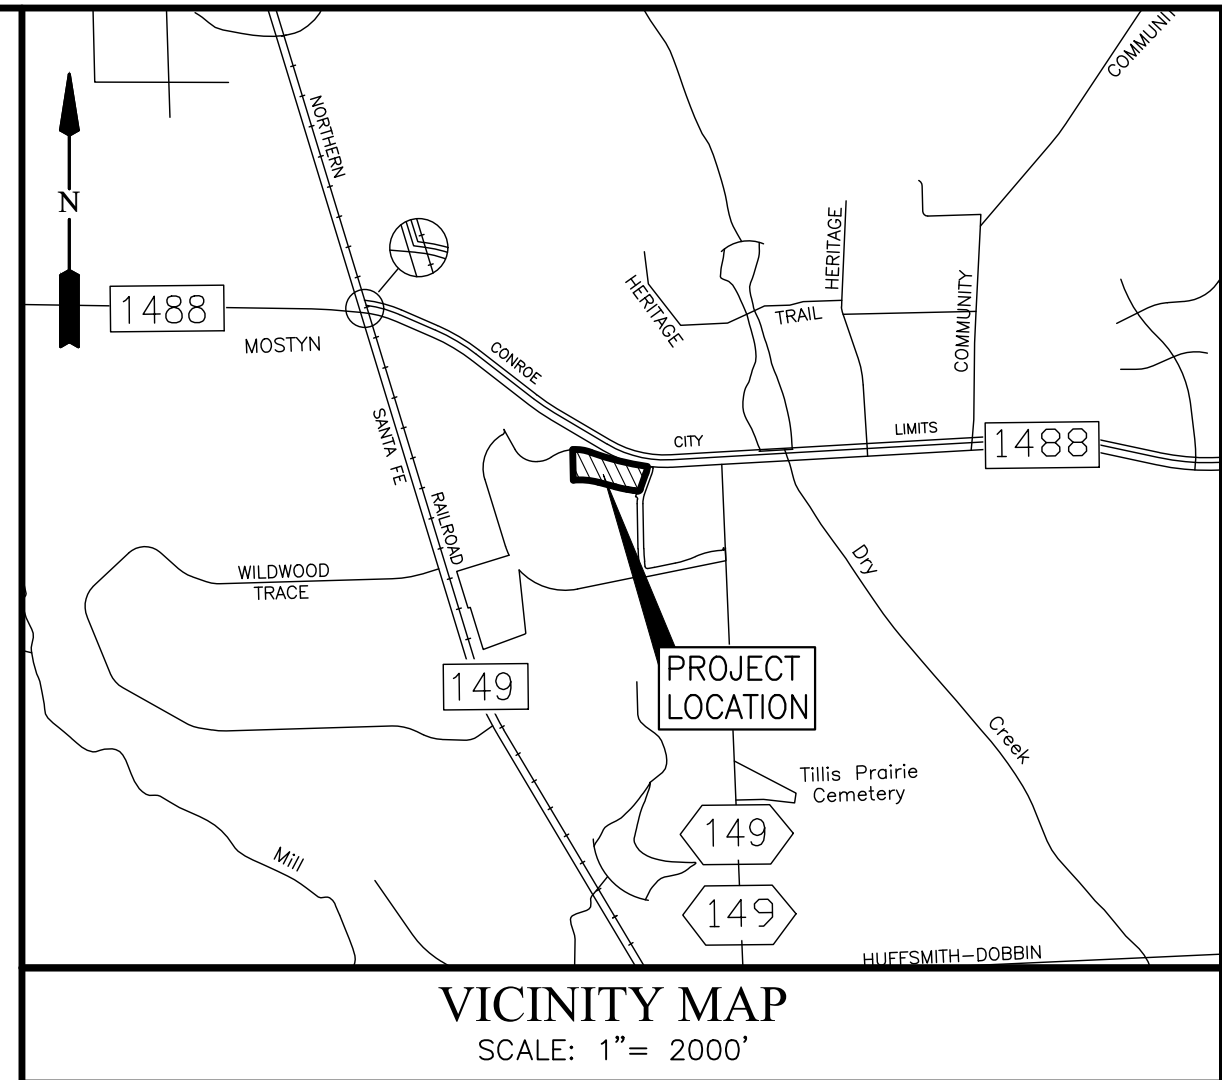 COMMUNI
NORTHERN
N
HERITAGE
HERITAGE
TRAIL
COMMUNITY
1488
MOSTYN
CONROE
CITY
LIMITS
1488
SANTA FE
RAILROAD
Dry
WILDWOOD
TRACE
149
PROJECT
LOCATION
Creek
Tillis Prairie
Cemetery
149
Mill
149
HUFFSMITH-DOBBIN
VICINITY MAP
SCALE: 1"= 2000'